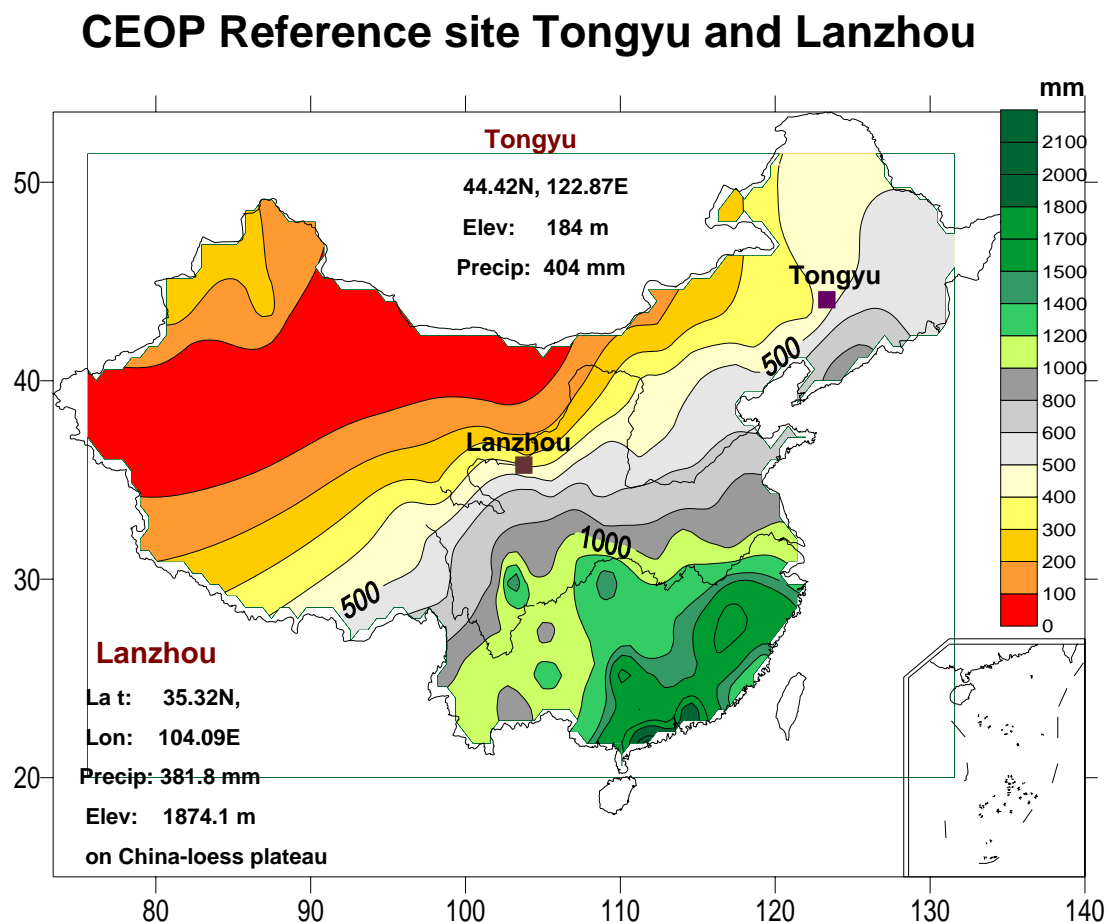 CEOP Reference site Tongyu and Lanzhou
mm
Tongyu
44.42N, 122.87E
Elev: 184 m
Precip: 404 mm
50
40
30
20
80
90
100
110
120
130
140
Tongyu
500
Lanzhou
1000
500
2100
2000
1800
1700
1500
1400
1200
1000
800
600
500
400
300
200
100
0
Lanzhou
La t: 35.32N,
Lon: 104.09E
Precip: 381.8 mm
Elev: 1874.1 m
on China-loess plateau